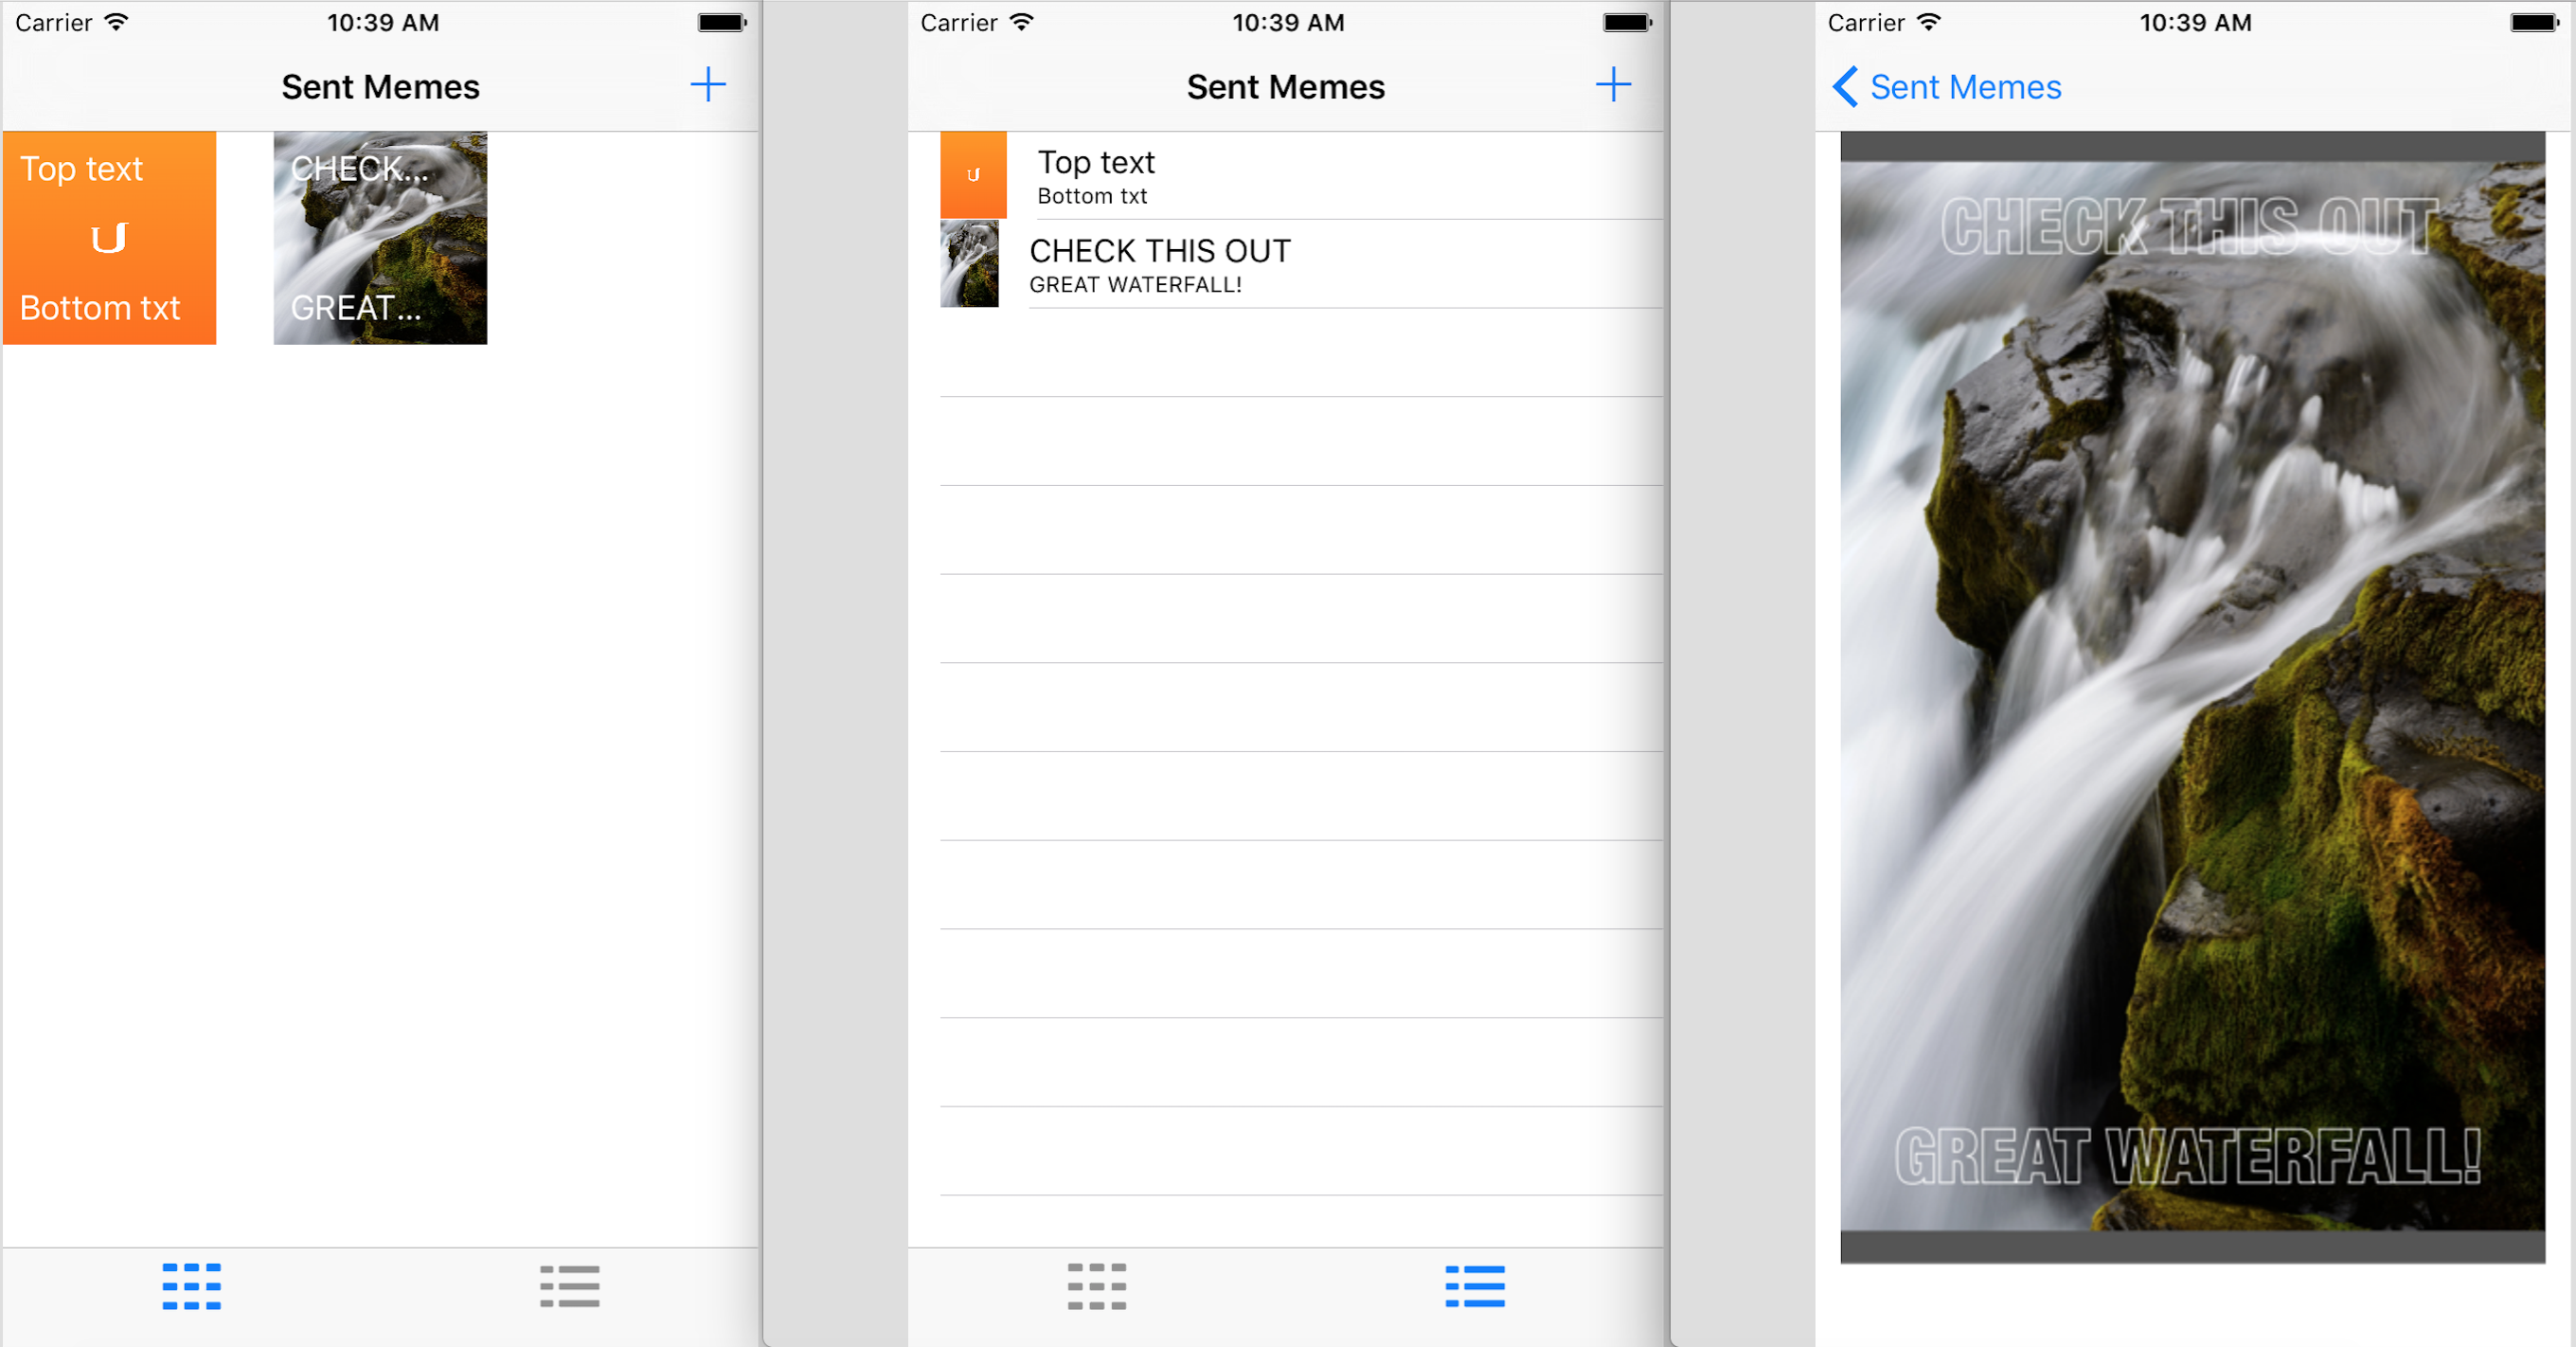 Carrier 10:39 AM
Sent Memes
Top text
U
Bottom txt
CHECK...
GREAT...
Carrier 10:39 AM
Sent Memes
U
Top text
Bottom txt
CHECK THIS OUT
GREAT WATERFALL!
Carrier 10:39 AM
Sent Memes
CHECK THIS OUT
GREAT WATERFALL!